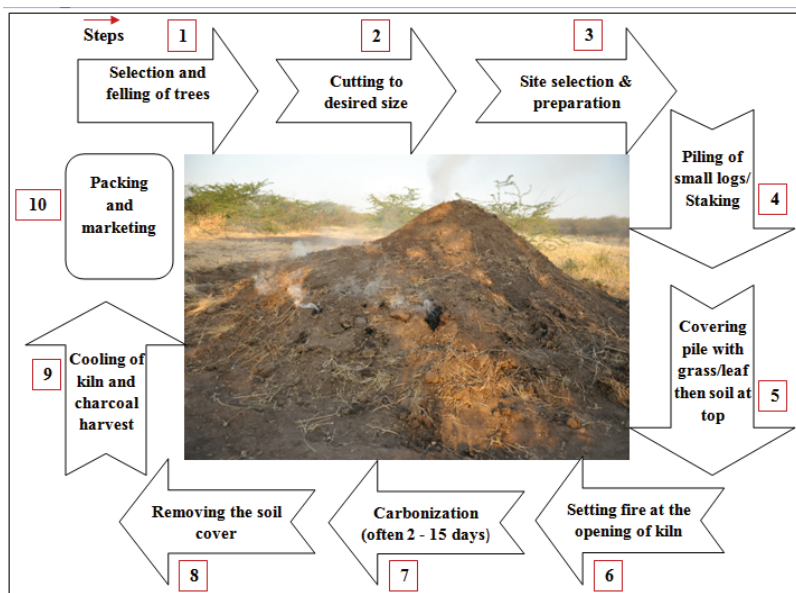 Steps
1
Selection and
felling of trees
2
Cutting to
desired size
3
Site selection &
preparation
Piling of
small logs/
Staking
4
Covering
pile with
grass/leaf
then soil at
top
5
Setting fire at the
opening of kiln
6
Carbonization
(often 2 - 15 days)
7
Removing the soil
cover
8
Cooling of
kiln and
charcoal
harvest
9
Packing
and
marketing
10